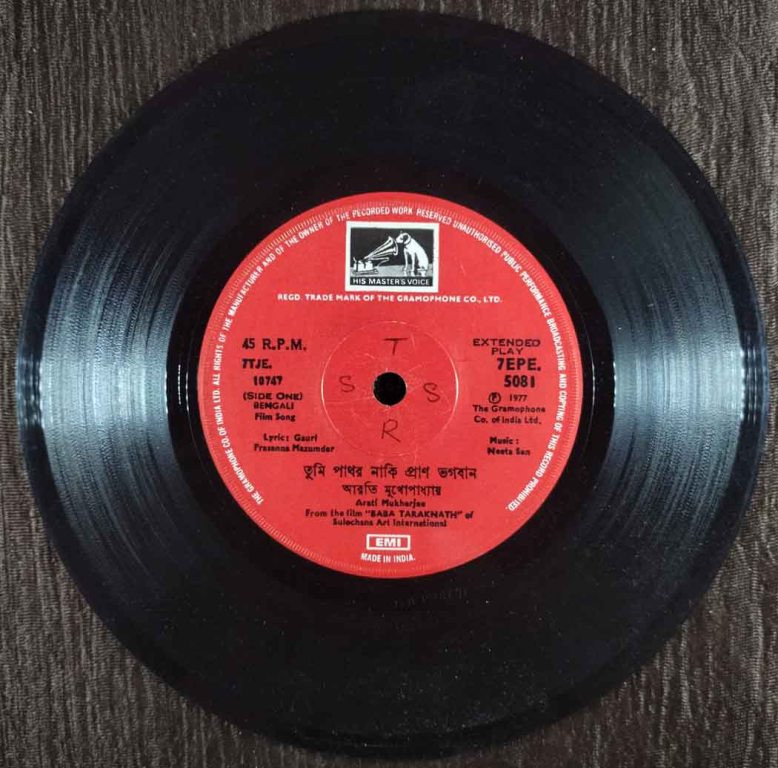 THE GRAMOPHONE CO. OF INDIA LTD. ALL RIGHTS OF THE MANUFACTURER AND OF THE OWNER OF THE RECORDED WORK RESERVED UNAUTHORISED PUBLIC PERFORMANCE BROADCASTING AND COPYING OF THIS RECORD PROHIBITED.
HIS MASTER'S VOICE
REGD. TRADE MARK OF THE GRAMOPHONE CO., LTD.
45 R.P.M.
7TJE.
10747
(SIDE ONE)
BENGALI
Film Song
T
S S
R
EXTENDED
PLAY
7EPE.
5081
Ⓟ 1977
The Gramophone
Co. of India Ltd.
Lyric: Gauri
Prasanna Mazumder
Music:
Neeta Sen
তুমি পাথর নাকি প্রাণ ভগবান
আরতি মুখোপাধ্যায়
Arati Mukherjee
From the film "BABA TARAKNATH" of
Sulochana Art International
EMI
MADE IN INDIA.